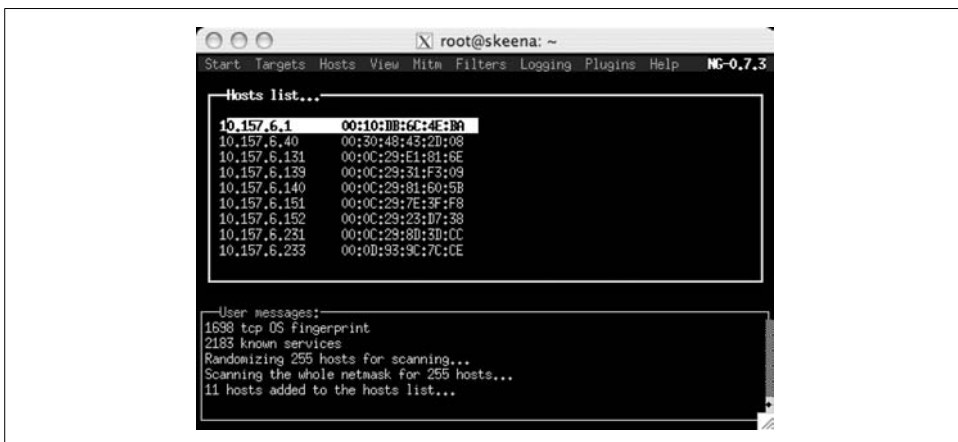 X root@skeena: ~
Start Targets Hosts View Mitm Filters Logging Plugins Help NG-0.7.3
Hosts list...
10.157.6.1 00:10:DB:6C:4E:BA
10.157.6.40 00:30:48:43:2D:08
10.157.6.131 00:0C:29:E1:81:6E
10.157.6.139 00:0C:29:31:F3:09
10.157.6.140 00:0C:29:81:60:5B
10.157.6.151 00:0C:29:7E:3F:F8
10.157.6.152 00:0C:29:23:D7:38
10.157.6.231 00:0C:29:8D:3D:CC
10.157.6.233 00:0D:93:9C:7C:CE
User messages:
1698 tcp OS fingerprint
2183 known services
Randomizing 255 hosts for scanning...
Scanning the whole netmask for 255 hosts...
11 hosts added to the hosts list...